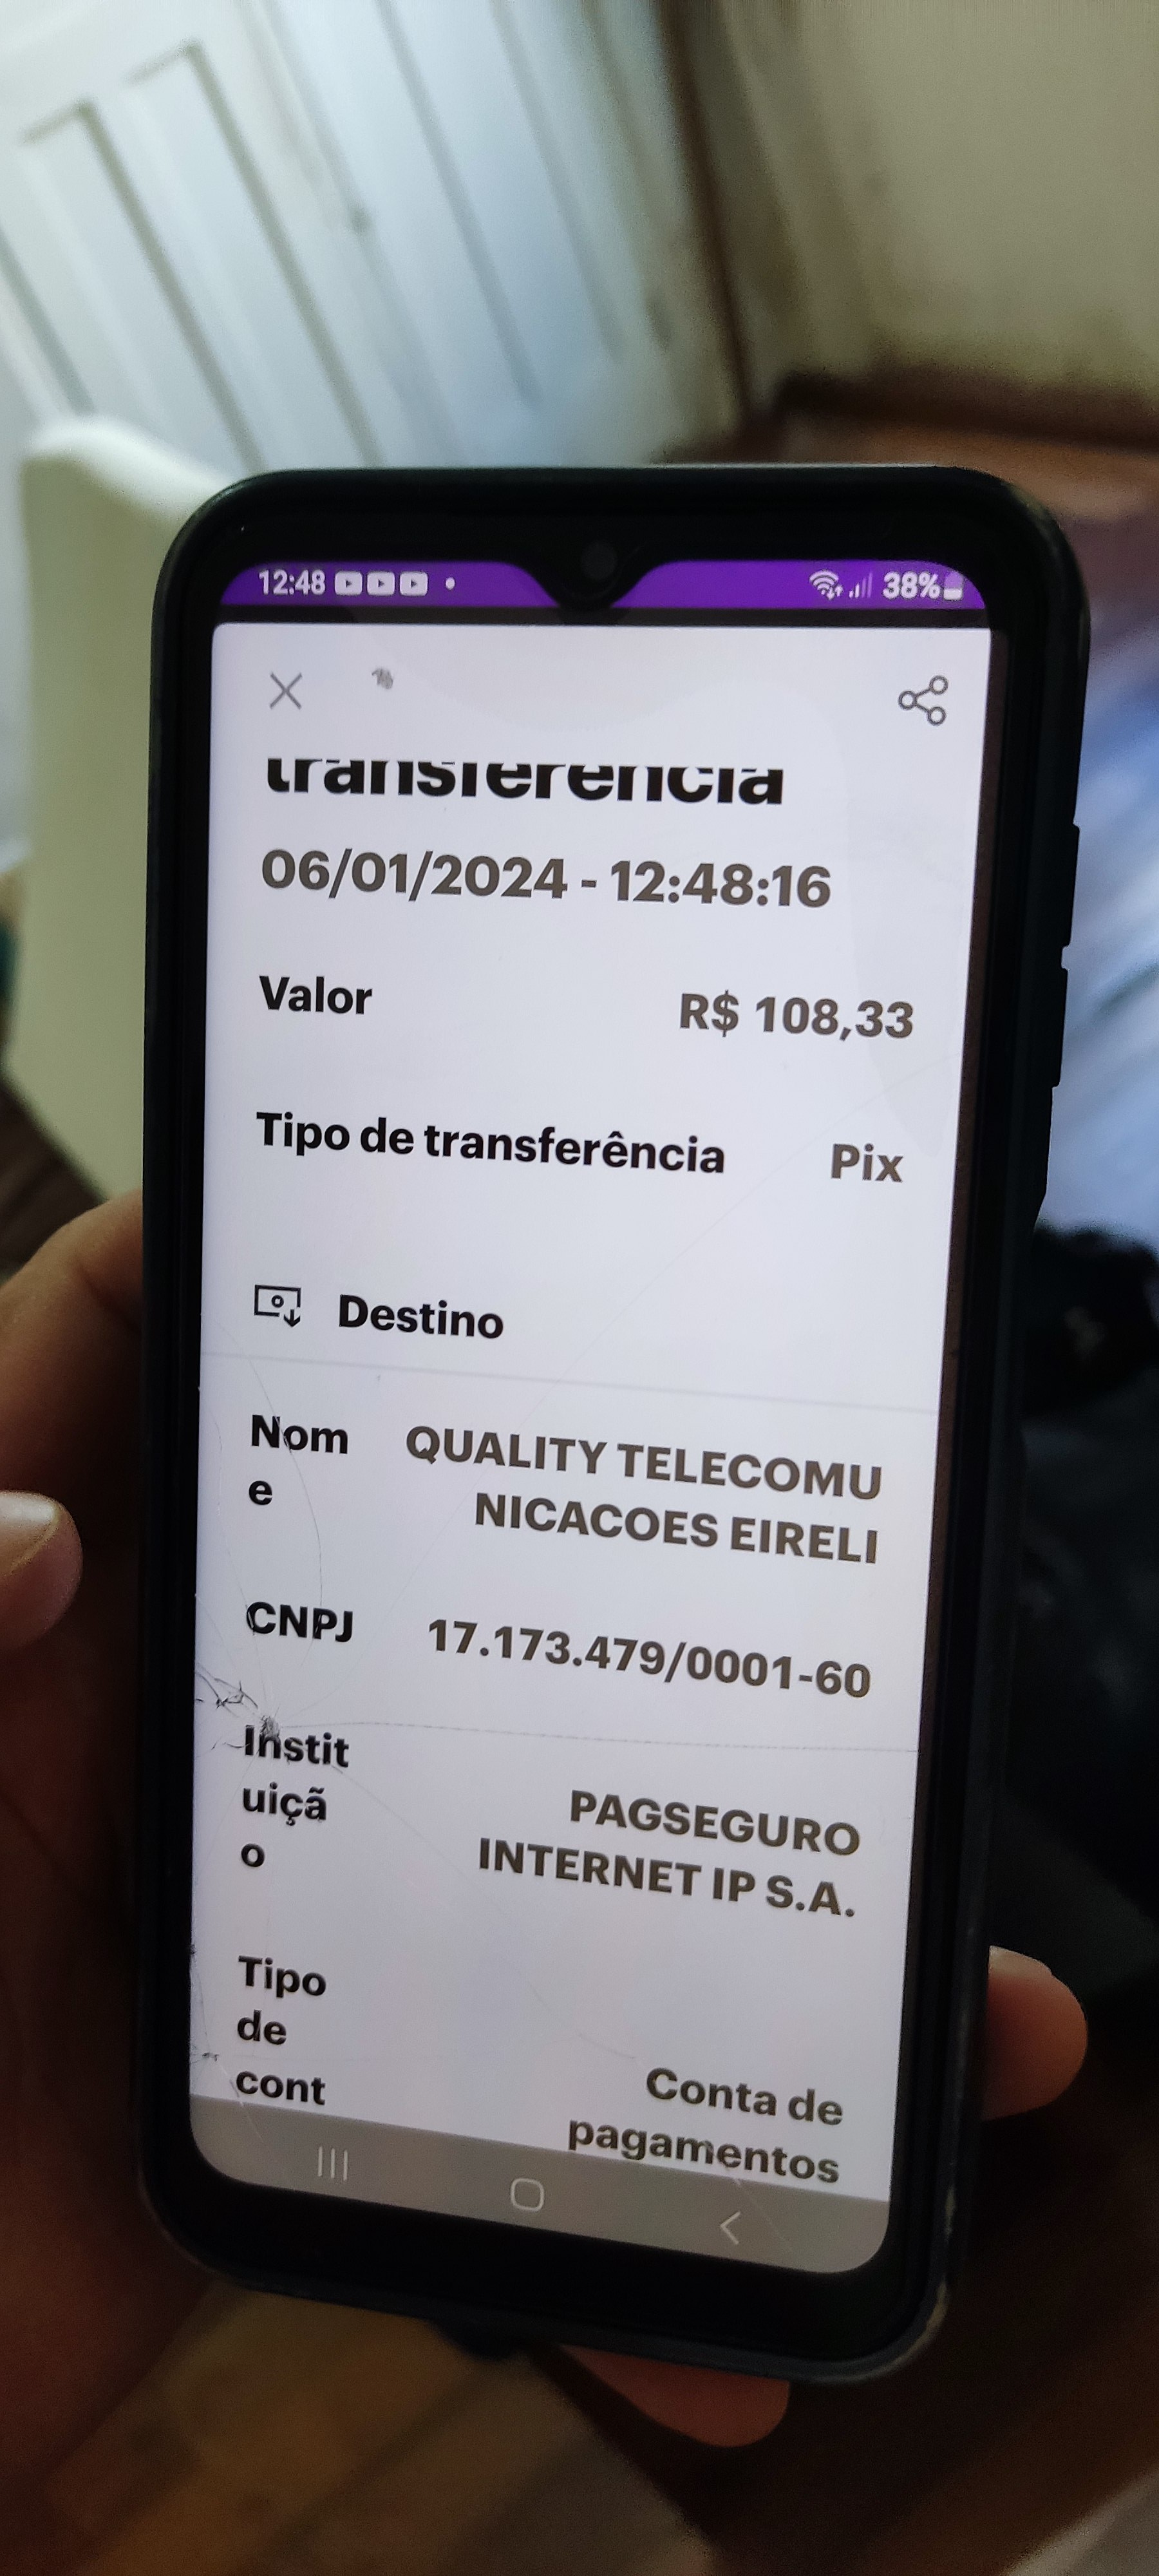 12:48
38%
transferência
06/01/2024 - 12:48:16
Valor R$ 108,33
Tipo de transferência Pix
Destino
Nom
e
QUALITY TELECOMU
NICACOES EIRELI
CNPJ 17.173.479/0001-60
Instit
uiçã
o
PAGSEGURO
INTERNET IP S.A.
Tipo
de
cont
Conta de
pagamentos